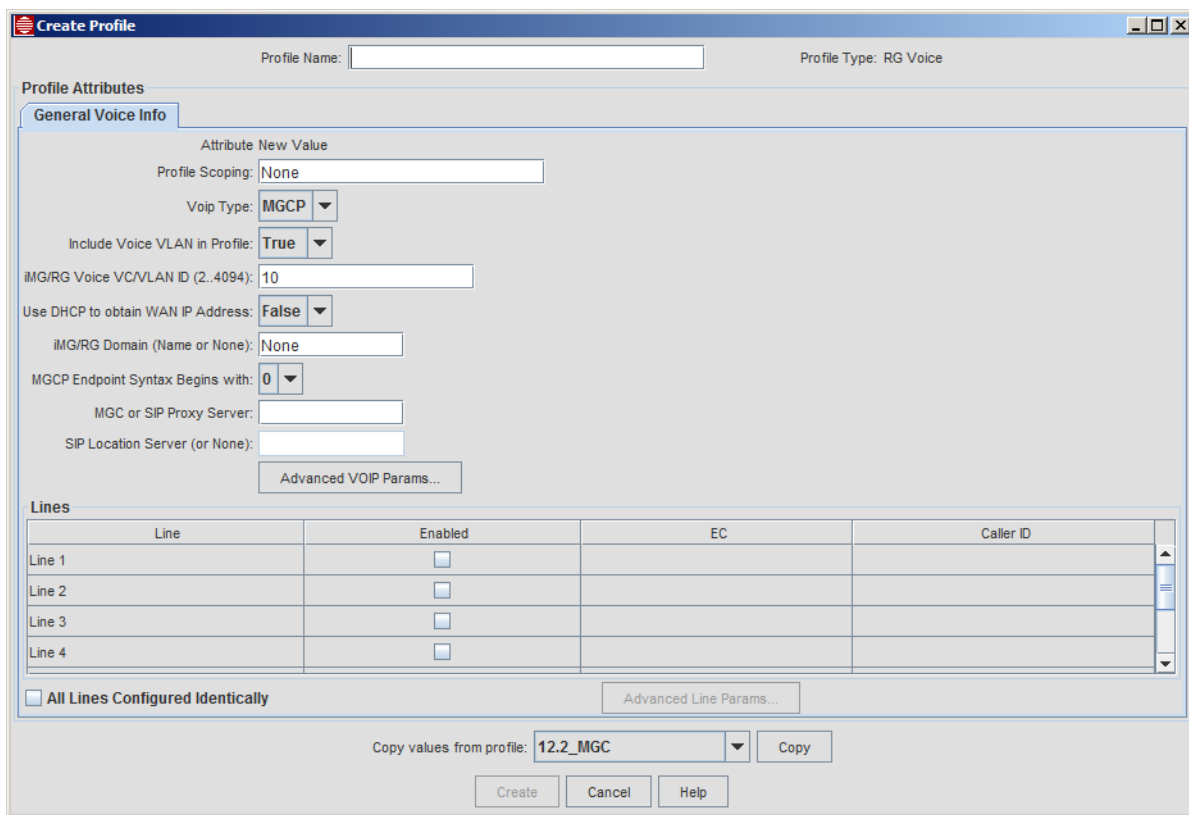 Create Profile
Profile Name: Profile Type: RG Voice
Profile Attributes
General Voice Info
Attribute New Value
Profile Scoping: None
Voip Type: MGCP
Include Voice VLAN in Profile: True
iMG/RG Voice VC/VLAN ID (2..4094): 10
Use DHCP to obtain WAN IP Address: False
iMG/RG Domain (Name or None): None
MGCP Endpoint Syntax Begins with: 0
MGC or SIP Proxy Server:
SIP Location Server (or None):
Advanced VOIP Params...
Lines
Line Enabled EC Caller ID
Line 1
Line 2
Line 3
Line 4
All Lines Configured Identically Advanced Line Params...
Copy values from profile: 12.2_MGC Copy
Create Cancel Help